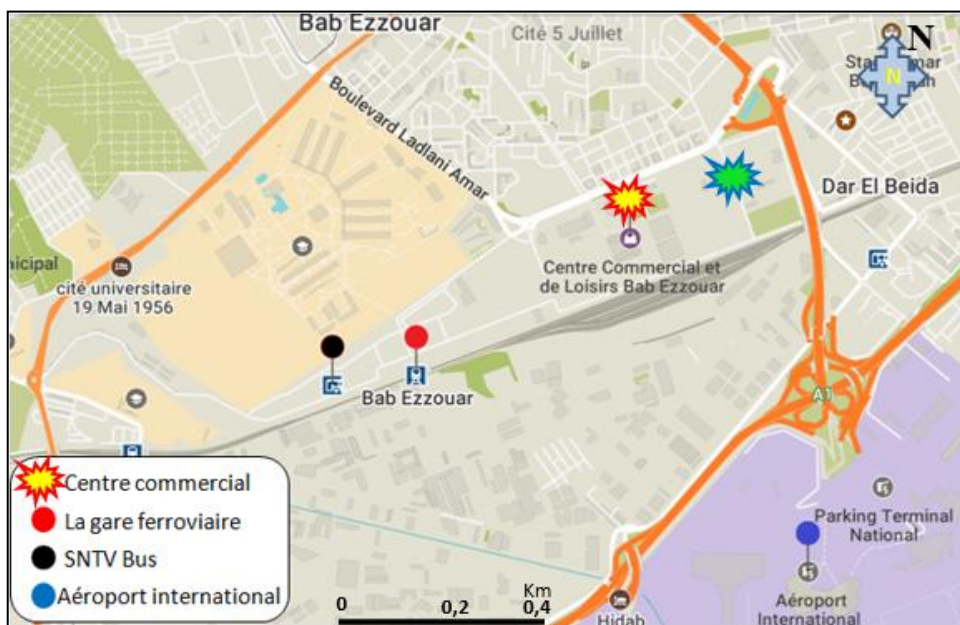 Bab Ezzouar
Cité 5 Juillet
N
N
Boulevard Ladlani Amar
Dar El Beida
cité universitaire
19 Mai 1956
Centre Commercial et
de Loisirs Bab Ezzouar
Bab Ezzouar
A1
Parking Terminal
National
Aéroport
International
Hidab
Centre commercial
La gare ferroviaire
SNTV Bus
Aéroport international
Km
0 0,2 0,4